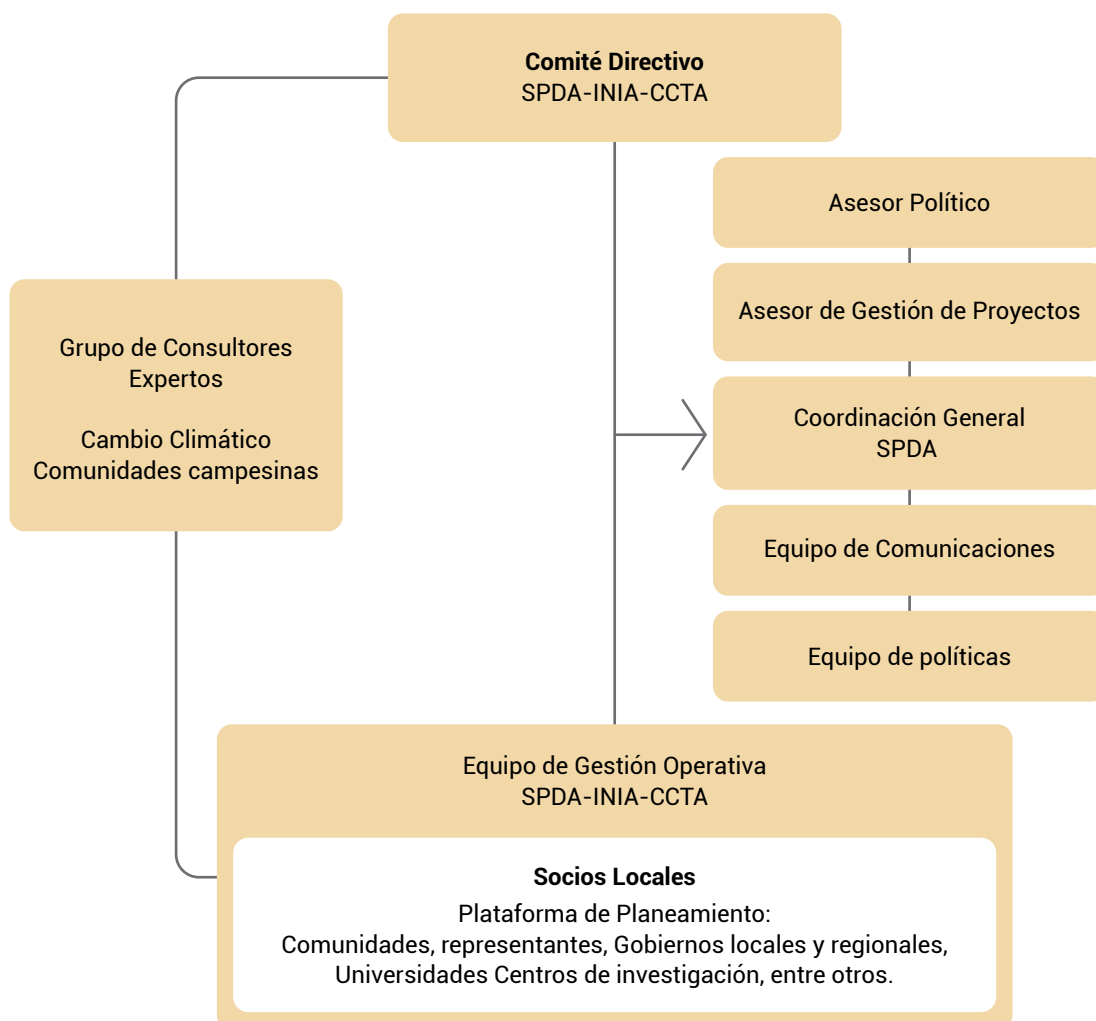 Comité Directivo
SPDA-INIA-CCTA
Asesor Político
Asesor de Gestión de Proyectos
Grupo de Consultores
Expertos
Cambio Climático
Comunidades campesinas
Coordinación General
SPDA
Equipo de Comunicaciones
Equipo de políticas
Equipo de Gestión Operativa
SPDA-INIA-CCTA
Socios Locales
Plataforma de Planeamiento:
Comunidades, representantes, Gobiernos locales y regionales,
Universidades Centros de investigación, entre otros.